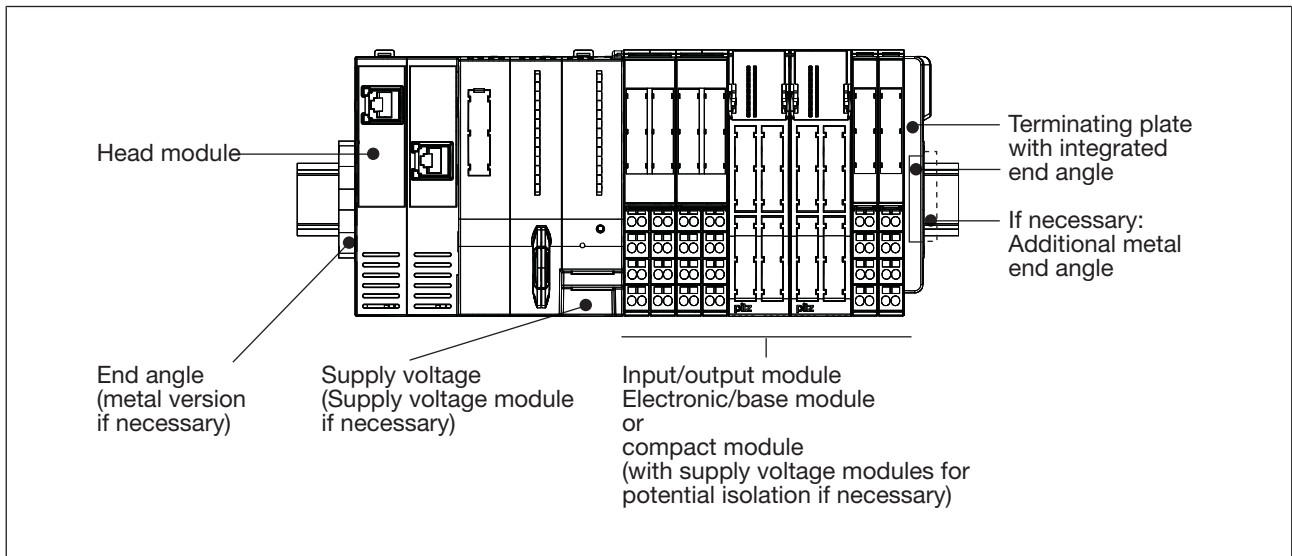 Head module
Terminating plate
with integrated
end angle
If necessary:
Additional metal
end angle
pilz
pilz
End angle
(metal version
if necessary)
Supply voltage
(Supply voltage module
if necessary)
Input/output module
Electronic/base module
or
compact module
(with supply voltage modules for
potential isolation if necessary)